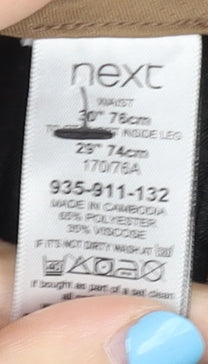 next
WAIST
30" 76cm
TO INSIDE LEG
29" 74cm
170/76A
935-911-132
MADE IN CAMBODIA
65% POLYESTER
35% VISCOSE
IF IT'S NOT DIRTY WASH AT
If bought as part of a set clean